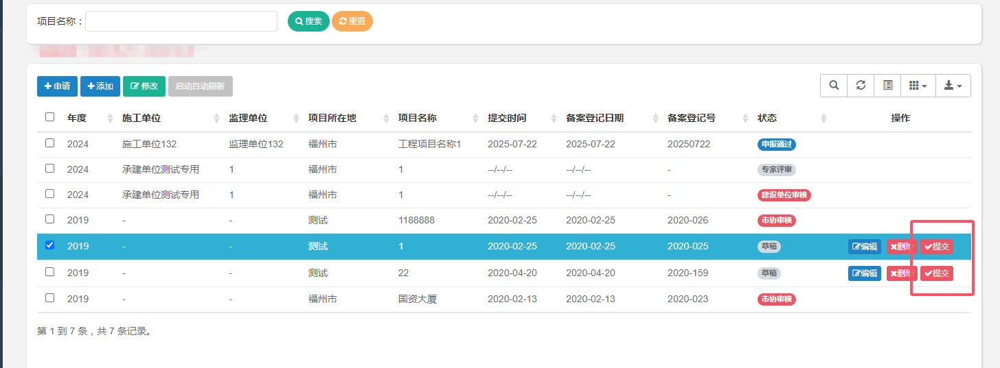 项目名称： 搜索 重置
申请 添加 修改 启动自动刷新
年度 施工单位 监理单位 项目所在地 项目名称 提交时间 备案登记日期 备案登记号 状态 操作
2024 施工单位132 监理单位132 福州市 工程项目名称1 2025-07-22 2025-07-22 20250722 申报通过
2024 承建单位测试专用 1 福州市 1 --/--/-- --/--/-- - 专家评审
2024 承建单位测试专用 1 福州市 1 --/--/-- --/--/-- - 建设单位审核
2019 - - 测试 1188888 2020-02-25 2020-02-25 2020-026 市协审核
2019 - - 测试 1 2020-02-25 2020-02-25 2020-025 草稿 编辑 删除 提交
2019 - - 测试 22 2020-04-20 2020-04-20 2020-159 草稿 编辑 删除 提交
2019 - - 福州市 国资大厦 2020-02-13 2020-02-13 2020-023 市协审核
第 1 到 7 条，共 7 条记录。